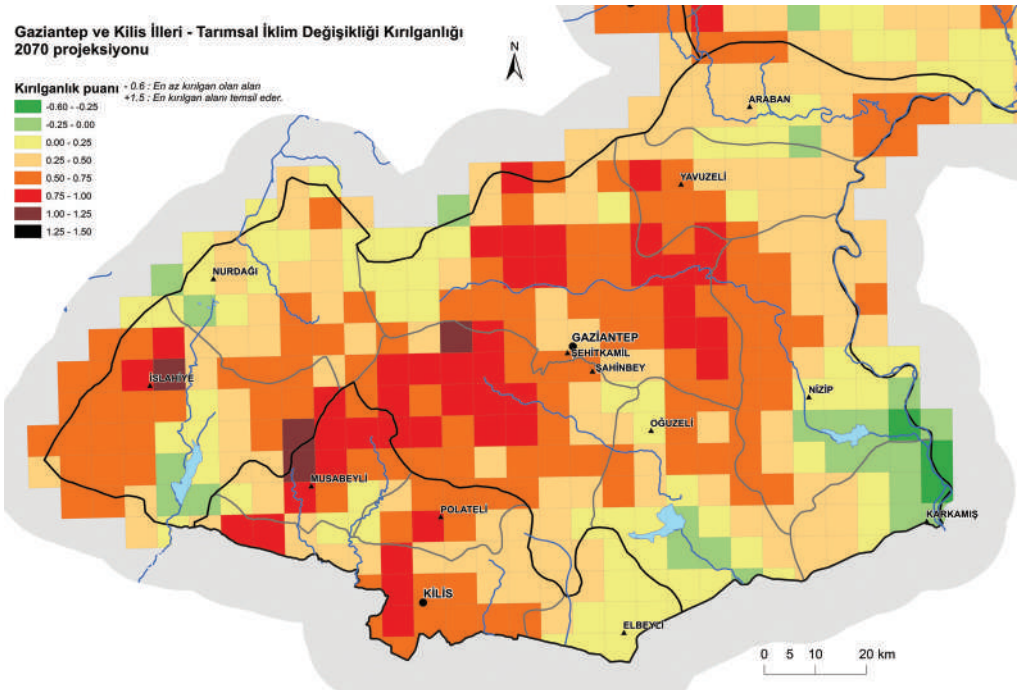 Gaziantep ve Kilis İlleri - Tarımsal İklim Değişikliği Kırılganlığı
2070 projeksiyonu
N
Kırılganlık puanı
- 0.6 : En az kırılgan olan alan
+1.5 : En kırılgan alanı temsil eder.
-0.60 - -0.25
-0.25 - 0.00
0.00 - 0.25
0.25 - 0.50
0.50 - 0.75
0.75 - 1.00
1.00 - 1.25
1.25 - 1.50
ARABAN
YAVUZELİ
NURDAĞI
GAZİANTEP
ŞEHİTKAMİL
ŞAHİNBEY
İSLAHİYE
NİZİP
OĞUZELİ
MUSABEYLİ
POLATELİ
KARKAMIŞ
KİLİS
ELBEYLİ
0 5 10 20 km